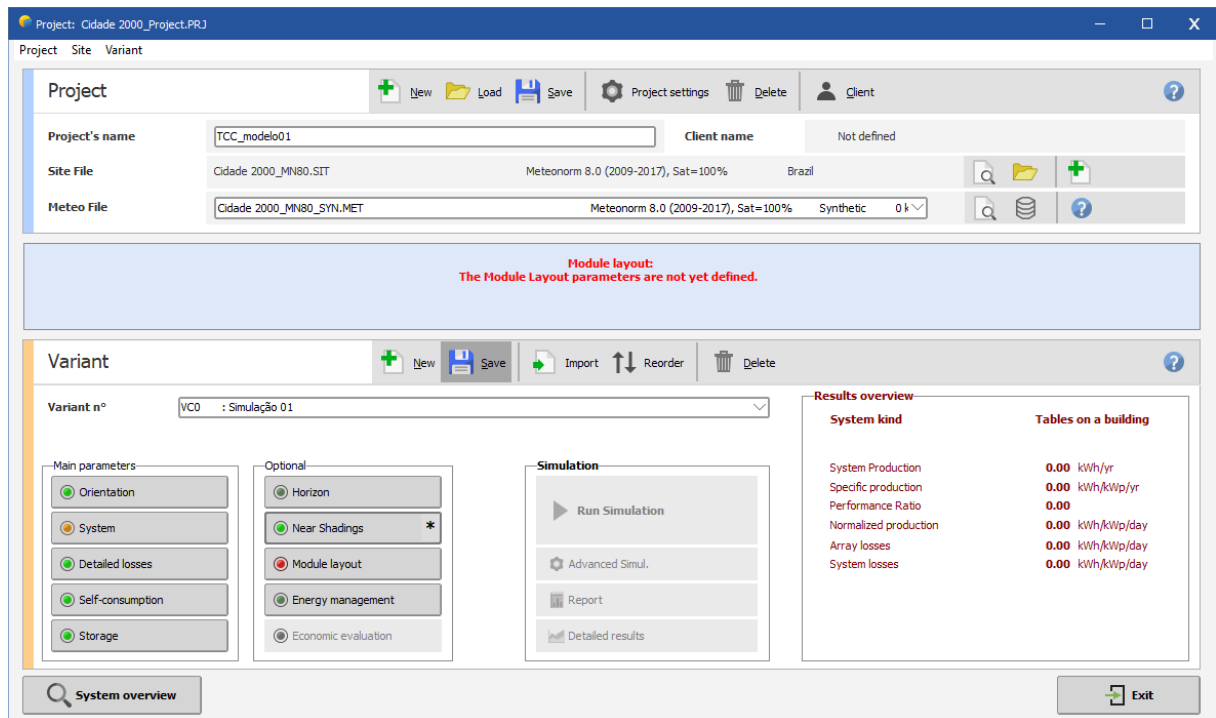 Project: Cidade 2000_Project.PRJ
Project Site Variant
Project New Load Save Project settings Delete Client
Project's name TCC_modelo01 Client name Not defined
Site File Cidade 2000_MN80.SIT Meteonorm 8.0 (2009-2017), Sat=100% Brazil
Meteo File Cidade 2000_MN80_SYN.MET Meteonorm 8.0 (2009-2017), Sat=100% Synthetic 0 k
Module layout:
The Module Layout parameters are not yet defined.
Variant New Save Import Reorder Delete
Variant n° VC0 : Simulação 01
Results overview
System kind Tables on a building
System Production 0.00 kWh/yr
Specific production 0.00 kWh/kWp/yr
Performance Ratio 0.00
Normalized production 0.00 kWh/kWp/day
Array losses 0.00 kWh/kWp/day
System losses 0.00 kWh/kWp/day
Main parameters
Orientation
System
Detailed losses
Self-consumption
Storage
Optional
Horizon
Near Shadings *
Module layout
Energy management
Economic evaluation
Simulation
Run Simulation
Advanced Simul.
Report
Detailed results
System overview
Exit